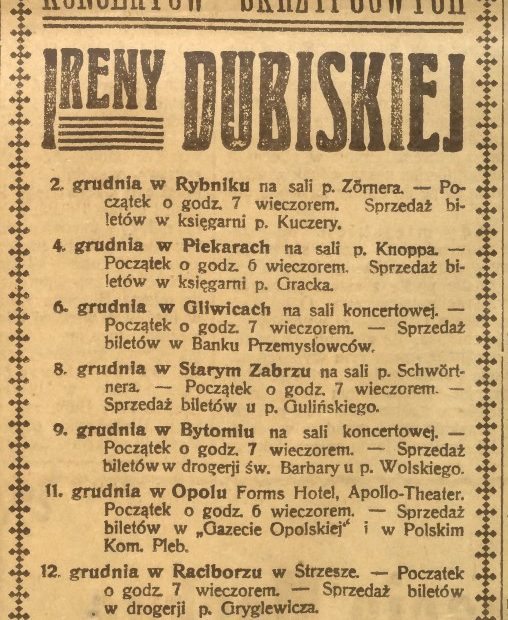 KONCERTÓW SKRZYPCOWYCH
IRENY DUBISKIEJ
2. grudnia w Rybniku na sali p. Zörnera. — Po-
czątek o godz. 7 wieczorem. Sprzedaż bi-
letów w księgarni p. Kuczery.
4. grudnia w Piekarach na sali p. Knoppa. —
Początek o godz. 6 wieczorem. Sprzedaż bi-
letów w księgarni p. Gracka.
6. grudnia w Gliwicach na sali koncertowej. —
Początek o godz. 7 wieczorem. — Sprzedaż
biletów w Banku Przemysłowców.
8. grudnia w Starym Zabrzu na sali p. Schwört-
nera. — Początek o godz. 7 wieczorem. —
Sprzedaż biletów u p. Gulińskiego.
9. grudnia w Bytomiu na sali koncertowej. —
Początek o godz. 7 wieczorem. — Sprzedaż
biletów w drogerji św. Barbary u p. Wolskiego.
11. grudnia w Opolu Forms Hotel, Apollo-Theater.
Początek o godz. 6 wieczorem. — Sprzedaż
biletów w „Gazecie Opolskiej" i w Polskim
Kom. Pleb.
12. grudnia w Raciborzu w Strzesze. — Początek
o godz. 7 wieczorem. — Sprzedaż biletów
w drogerji p. Gryglewicza.